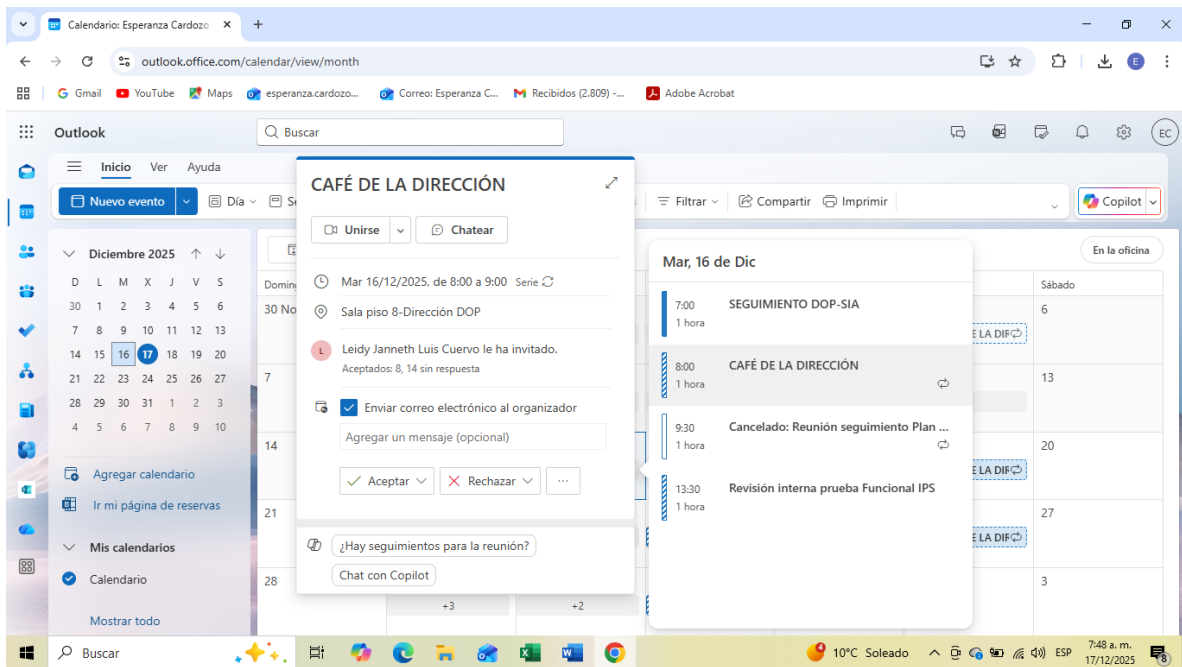 Calendario: Esperanza Cardozo
outlook.office.com/calendar/view/month
E
Gmail
YouTube
Maps
esperanza.cardozo...
Correo: Esperanza C...
Recibidos (2.809) -...
Adobe Acrobat
Outlook
Buscar
EC
Inicio Ver Ayuda
Nuevo evento
Día
Filtrar
Compartir
Imprimir
Copilot
Diciembre 2025
D L M X J V S
30 1 2 3 4 5 6
7 8 9 10 11 12 13
14 15 16 17 18 19 20
21 22 23 24 25 26 27
28 29 30 31 1 2 3
4 5 6 7 8 9 10
Agregar calendario
Ir mi página de reservas
Mis calendarios
Calendario
Mostrar todo
CAFÉ DE LA DIRECCIÓN
Unirse
Chatear
Mar 16/12/2025, de 8:00 a 9:00 Serie
Sala piso 8-Dirección DOP
L
Leidy Janneth Luis Cuervo le ha invitado.
Aceptados: 8, 14 sin respuesta
Enviar correo electrónico al organizador
Agregar un mensaje (opcional)
Aceptar
Rechazar
...
¿Hay seguimientos para la reunión?
Chat con Copilot
En la oficina
Sábado
30 No
6
7
13
14
20
21
27
28
3
+3
+2
Mar, 16 de Dic
7:00 SEGUIMIENTO DOP-SIA
1 hora
8:00 CAFÉ DE LA DIRECCIÓN
1 hora
9:30 Cancelado: Reunión seguimiento Plan ...
1 hora
13:30 Revisión interna prueba Funcional IPS
1 hora
E LA DIR
E LA DIR
E LA DIR
Buscar
10°C Soleado
ESP
7:48 a. m.
17/12/2025
8